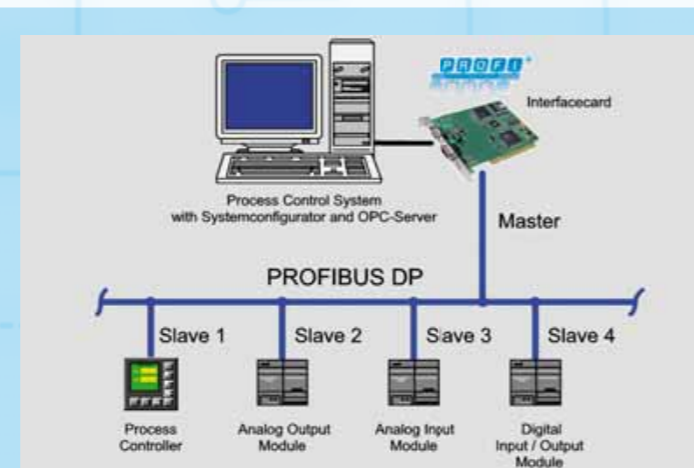 PROFI
Interfacecard
Process Control System
with Systemconfigurator and OPC-Server
Master
PROFIBUS DP
Slave 1
Slave 2
Slave 3
Slave 4
Process
Controller
Analog Output
Module
Analog Input
Module
Digital
Input / Output
Module